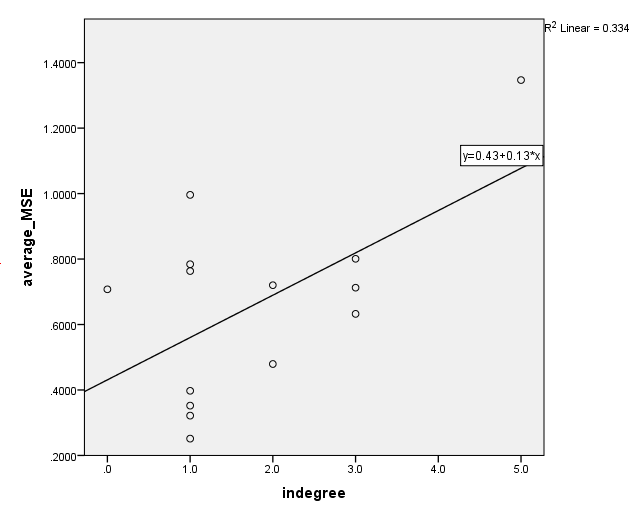 R2 Linear = 0.334
1.4000
1.2000
y=0.43+0.13*x
1.0000
average_MSE
.8000
.6000
.4000
.2000
.0 1.0 2.0 3.0 4.0 5.0
indegree